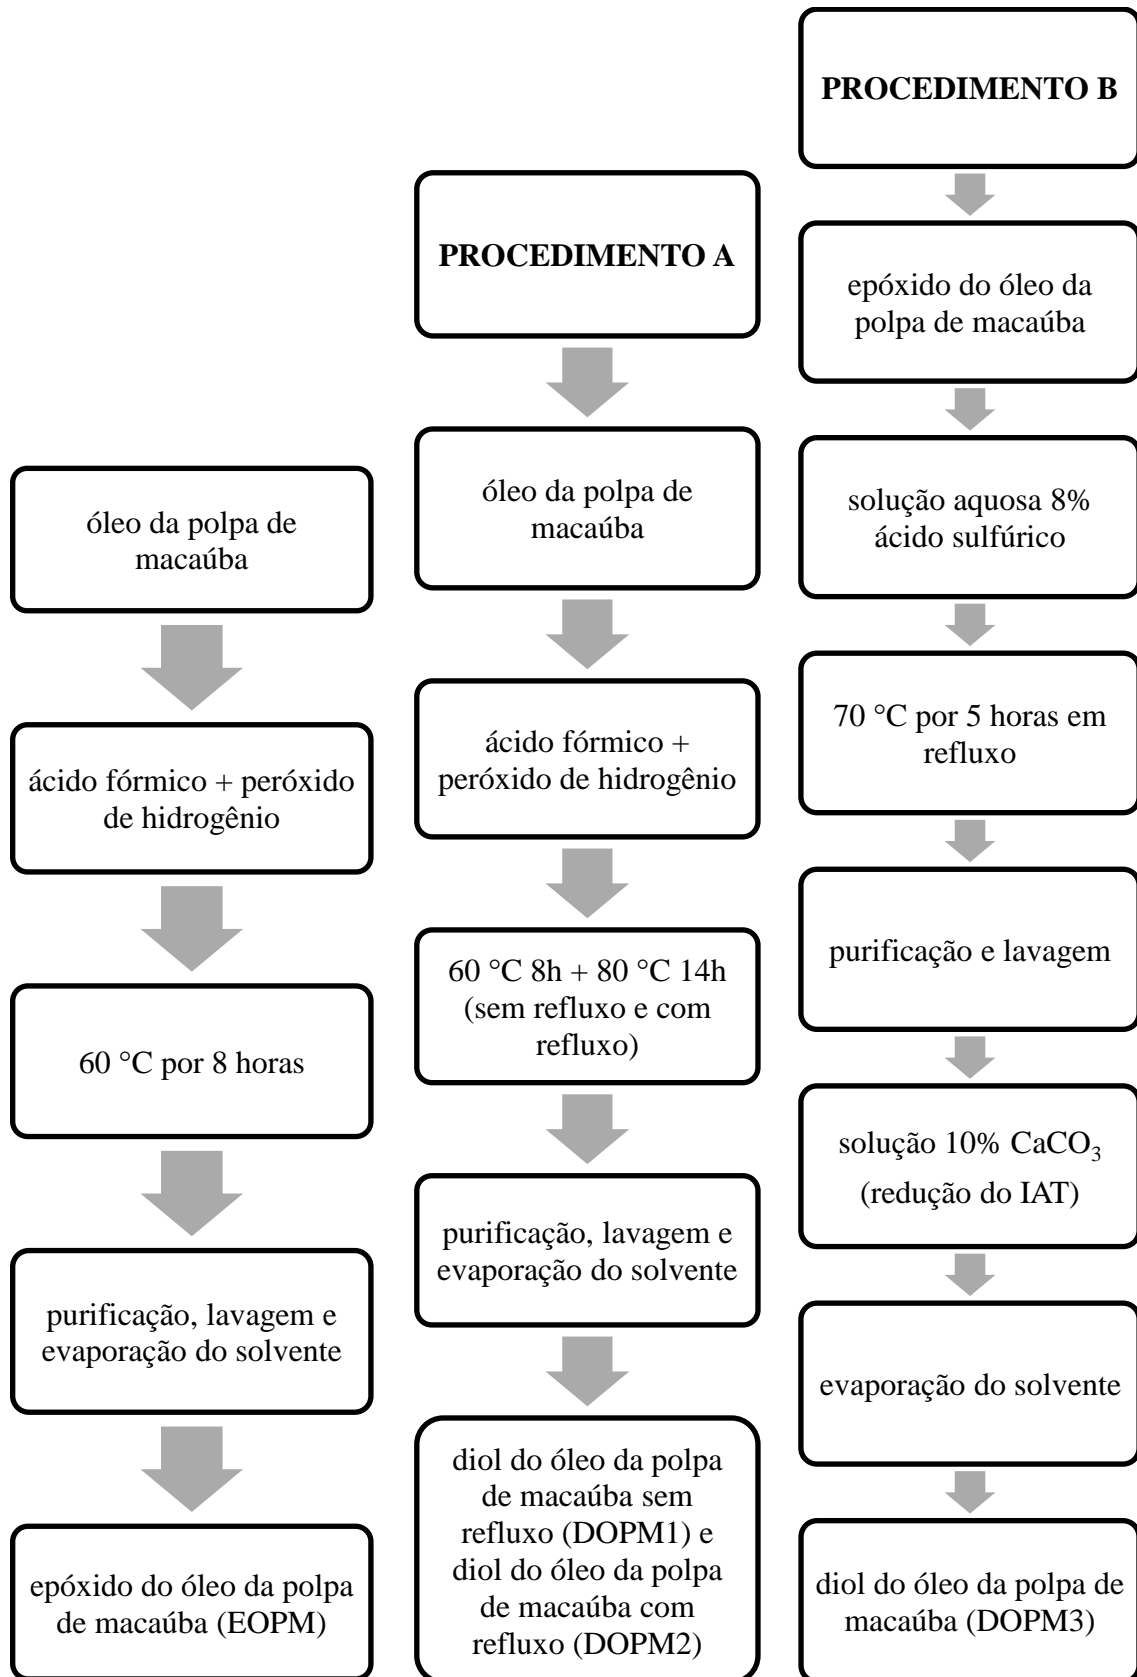 óleo da polpa de
macaúba
ácido fórmico + peróxido
de hidrogênio
60 °C por 8 horas
purificação, lavagem e
evaporação do solvente
epóxido do óleo da polpa
de macaúba (EOPM)
PROCEDIMENTO A
óleo da polpa de
macaúba
ácido fórmico +
peróxido de hidrogênio
60 °C 8h + 80 °C 14h
(sem refluxo e com
refluxo)
purificação, lavagem e
evaporação do solvente
diol do óleo da polpa
de macaúba sem
refluxo (DOPM1) e
diol do óleo da polpa
de macaúba com
refluxo (DOPM2)
PROCEDIMENTO B
epóxido do óleo da
polpa de macaúba
solução aquosa 8%
ácido sulfúrico
70 °C por 5 horas em
refluxo
purificação e lavagem
solução 10% CaCO₃
(redução do IAT)
evaporação do solvente
diol do óleo da polpa de
macaúba (DOPM3)